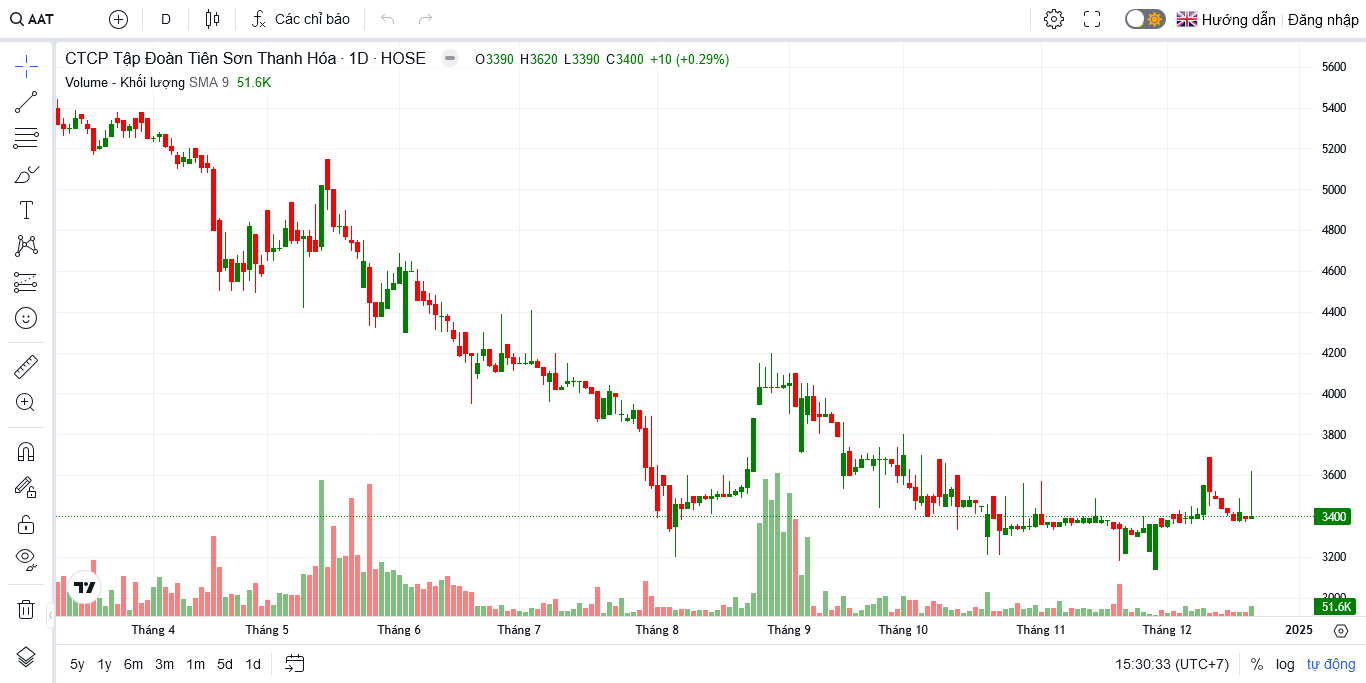 AAT
D
Các chỉ báo
Hướng dẫn
Đăng nhập
CTCP Tập Đoàn Tiên Sơn Thanh Hóa · 1D · HOSE
O3390 H3620 L3390 C3400 +10 (+0.29%)
Volume - Khối lượng SMA 9 51.6K
5600
5400
5200
5000
4800
4600
4400
4200
4000
3800
3600
3400
3200
2000
51.6K
Tháng 4 Tháng 5 Tháng 6 Tháng 7 Tháng 8 Tháng 9 Tháng 10 Tháng 11 Tháng 12 2025
5y 1y 6m 3m 1m 5d 1d
15:30:33 (UTC+7) % log tự động